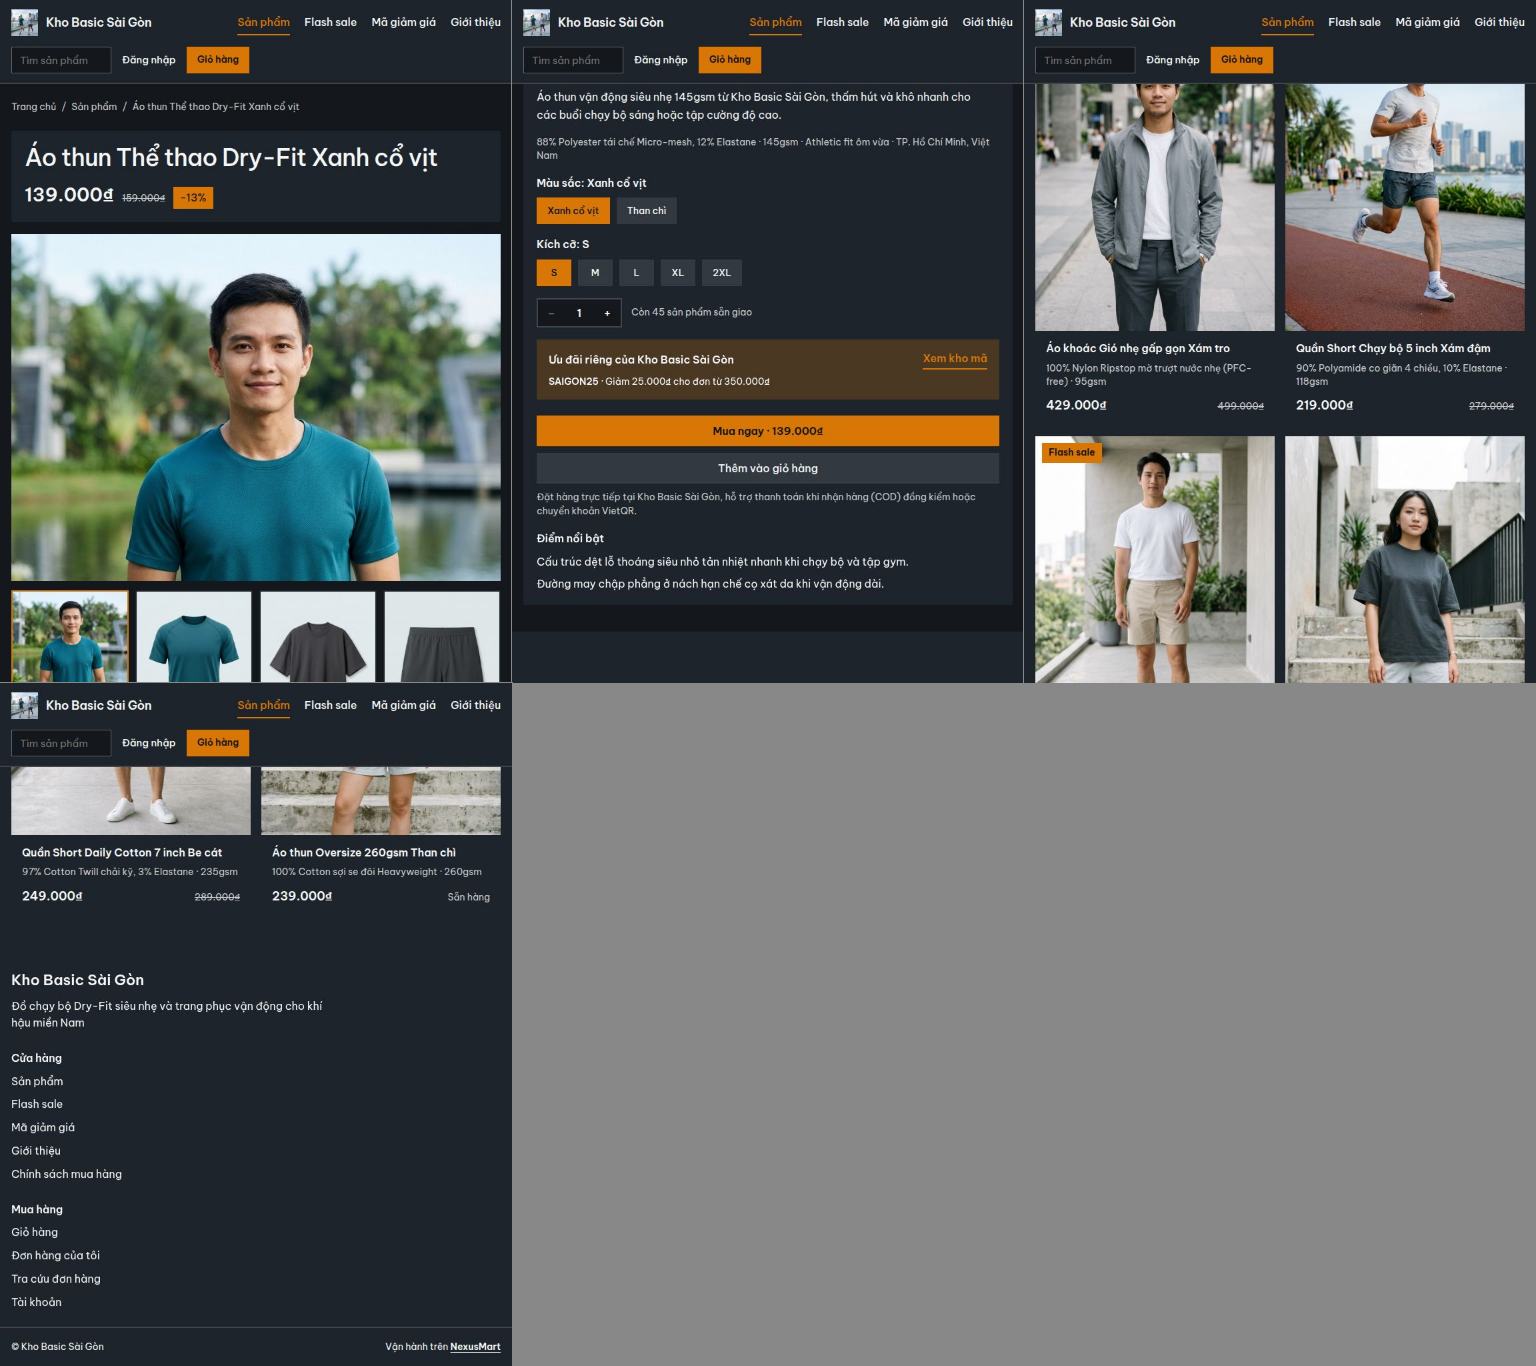 Kho Basic Sài Gòn
Sản phẩm
Flash sale
Mã giảm giá
Giới thiệu
Tìm sản phẩm
Đăng nhập
Giỏ hàng
Trang chủ / Sản phẩm / Áo thun Thể thao Dry-Fit Xanh cổ vịt
Áo thun Thể thao Dry-Fit Xanh cổ vịt
139.000₫ 159.000₫ -13%
Kho Basic Sài Gòn
Sản phẩm
Flash sale
Mã giảm giá
Giới thiệu
Tìm sản phẩm
Đăng nhập
Giỏ hàng
Áo thun vận động siêu nhẹ 145gsm từ Kho Basic Sài Gòn, thấm hút và khô nhanh cho
các buổi chạy bộ sáng hoặc tập cường độ cao.
88% Polyester tái chế Micro-mesh, 12% Elastane · 145gsm · Athletic fit ôm vừa · TP. Hồ Chí Minh, Việt
Nam
Màu sắc: Xanh cổ vịt
Xanh cổ vịt
Than chì
Kích cỡ: S
S
M
L
XL
2XL
− 1 +
Còn 45 sản phẩm sẵn giao
Ưu đãi riêng của Kho Basic Sài Gòn
Xem kho mã
SAIGON25 · Giảm 25.000₫ cho đơn từ 350.000₫
Mua ngay · 139.000₫
Thêm vào giỏ hàng
Đặt hàng trực tiếp tại Kho Basic Sài Gòn, hỗ trợ thanh toán khi nhận hàng (COD) đồng kiểm hoặc
chuyển khoản VietQR.
Điểm nổi bật
Cấu trúc dệt lỗ thoáng siêu nhỏ tản nhiệt nhanh khi chạy bộ và tập gym.
Đường may chập phẳng ở nách hạn chế cọ xát da khi vận động dài.
Kho Basic Sài Gòn
Sản phẩm
Flash sale
Mã giảm giá
Giới thiệu
Tìm sản phẩm
Đăng nhập
Giỏ hàng
Áo khoác Gió nhẹ gấp gọn Xám tro
100% Nylon Ripstop mờ trượt nước nhẹ (PFC-
free) · 95gsm
429.000₫ 499.000₫
Quần Short Chạy bộ 5 inch Xám đậm
90% Polyamide co giãn 4 chiều, 10% Elastane ·
118gsm
219.000₫ 279.000₫
Flash sale
Kho Basic Sài Gòn
Sản phẩm
Flash sale
Mã giảm giá
Giới thiệu
Tìm sản phẩm
Đăng nhập
Giỏ hàng
Quần Short Daily Cotton 7 inch Be cát
97% Cotton Twill chải kỹ, 3% Elastane · 235gsm
249.000₫ 289.000₫
Áo thun Oversize 260gsm Than chì
100% Cotton sợi se đôi Heavyweight · 260gsm
239.000₫ Sẵn hàng
Kho Basic Sài Gòn
Đồ chạy bộ Dry-Fit siêu nhẹ và trang phục vận động cho khí
hậu miền Nam
Cửa hàng
Sản phẩm
Flash sale
Mã giảm giá
Giới thiệu
Chính sách mua hàng
Mua hàng
Giỏ hàng
Đơn hàng của tôi
Tra cứu đơn hàng
Tài khoản
© Kho Basic Sài Gòn
Vận hành trên NexusMart